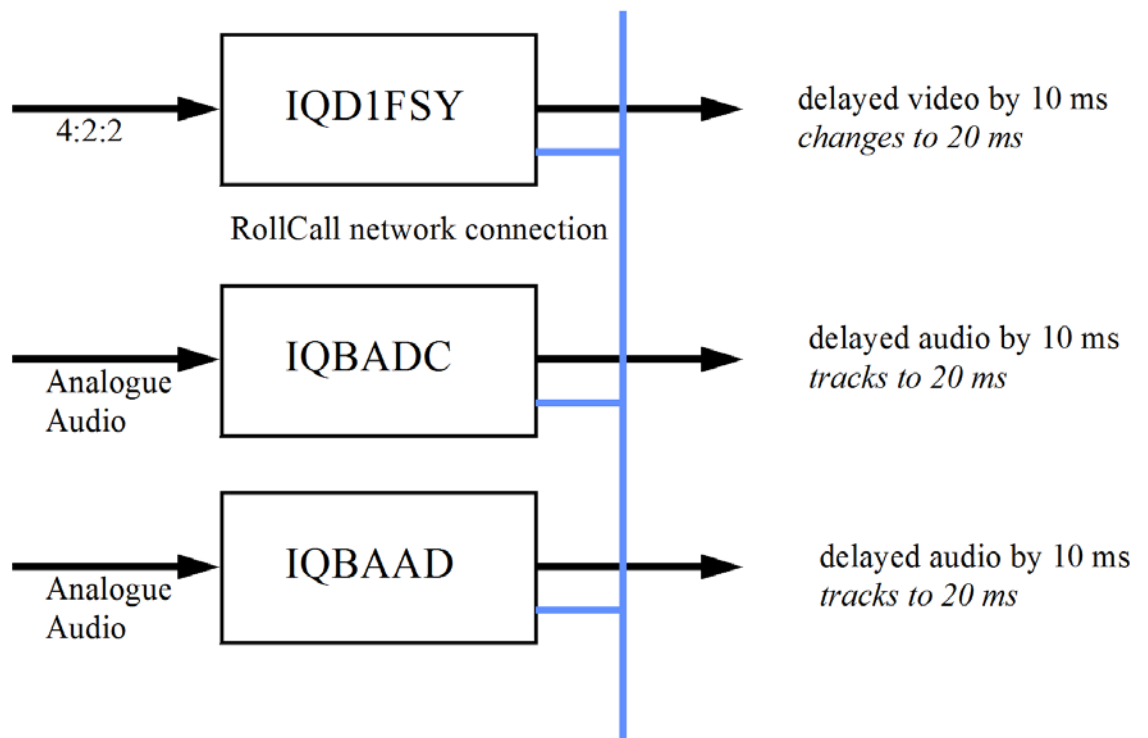 IQD1FSY
4:2:2
delayed video by 10 ms
changes to 20 ms
RollCall network connection
IQBADC
Analogue
Audio
delayed audio by 10 ms
tracks to 20 ms
IQBAAD
Analogue
Audio
delayed audio by 10 ms
tracks to 20 ms